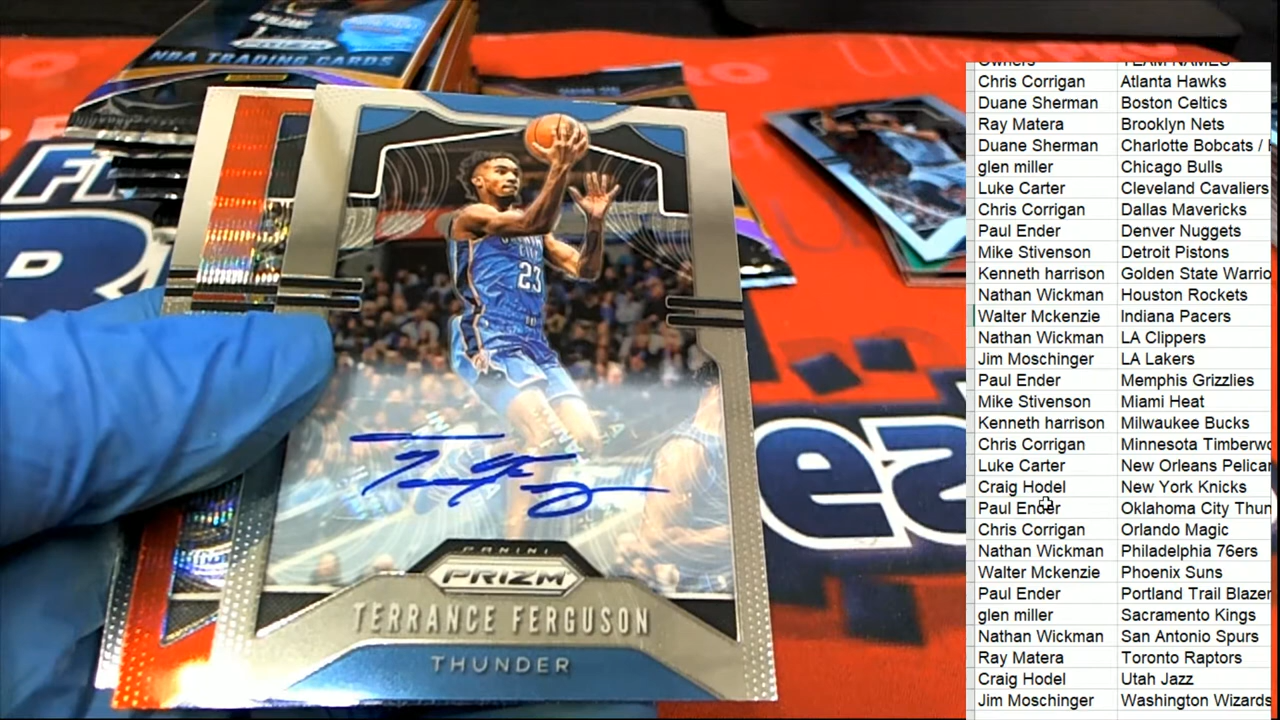 NBA TRADING CARDS
CITY
23
PANINI
PRIZM
TERRANCE FERGUSON
THUNDER
Owners TEAM NAMES
Chris Corrigan Atlanta Hawks
Duane Sherman Boston Celtics
Ray Matera Brooklyn Nets
Duane Sherman Charlotte Bobcats /
glen miller Chicago Bulls
Luke Carter Cleveland Cavaliers
Chris Corrigan Dallas Mavericks
Paul Ender Denver Nuggets
Mike Stivenson Detroit Pistons
Kenneth harrison Golden State Warrio
Nathan Wickman Houston Rockets
Walter Mckenzie Indiana Pacers
Nathan Wickman LA Clippers
Jim Moschinger LA Lakers
Paul Ender Memphis Grizzlies
Mike Stivenson Miami Heat
Kenneth harrison Milwaukee Bucks
Chris Corrigan Minnesota Timberwo
Luke Carter New Orleans Pelican
Craig Hodel New York Knicks
Paul Ender Oklahoma City Thun
Chris Corrigan Orlando Magic
Nathan Wickman Philadelphia 76ers
Walter Mckenzie Phoenix Suns
Paul Ender Portland Trail Blazer
glen miller Sacramento Kings
Nathan Wickman San Antonio Spurs
Ray Matera Toronto Raptors
Craig Hodel Utah Jazz
Jim Moschinger Washington Wizards